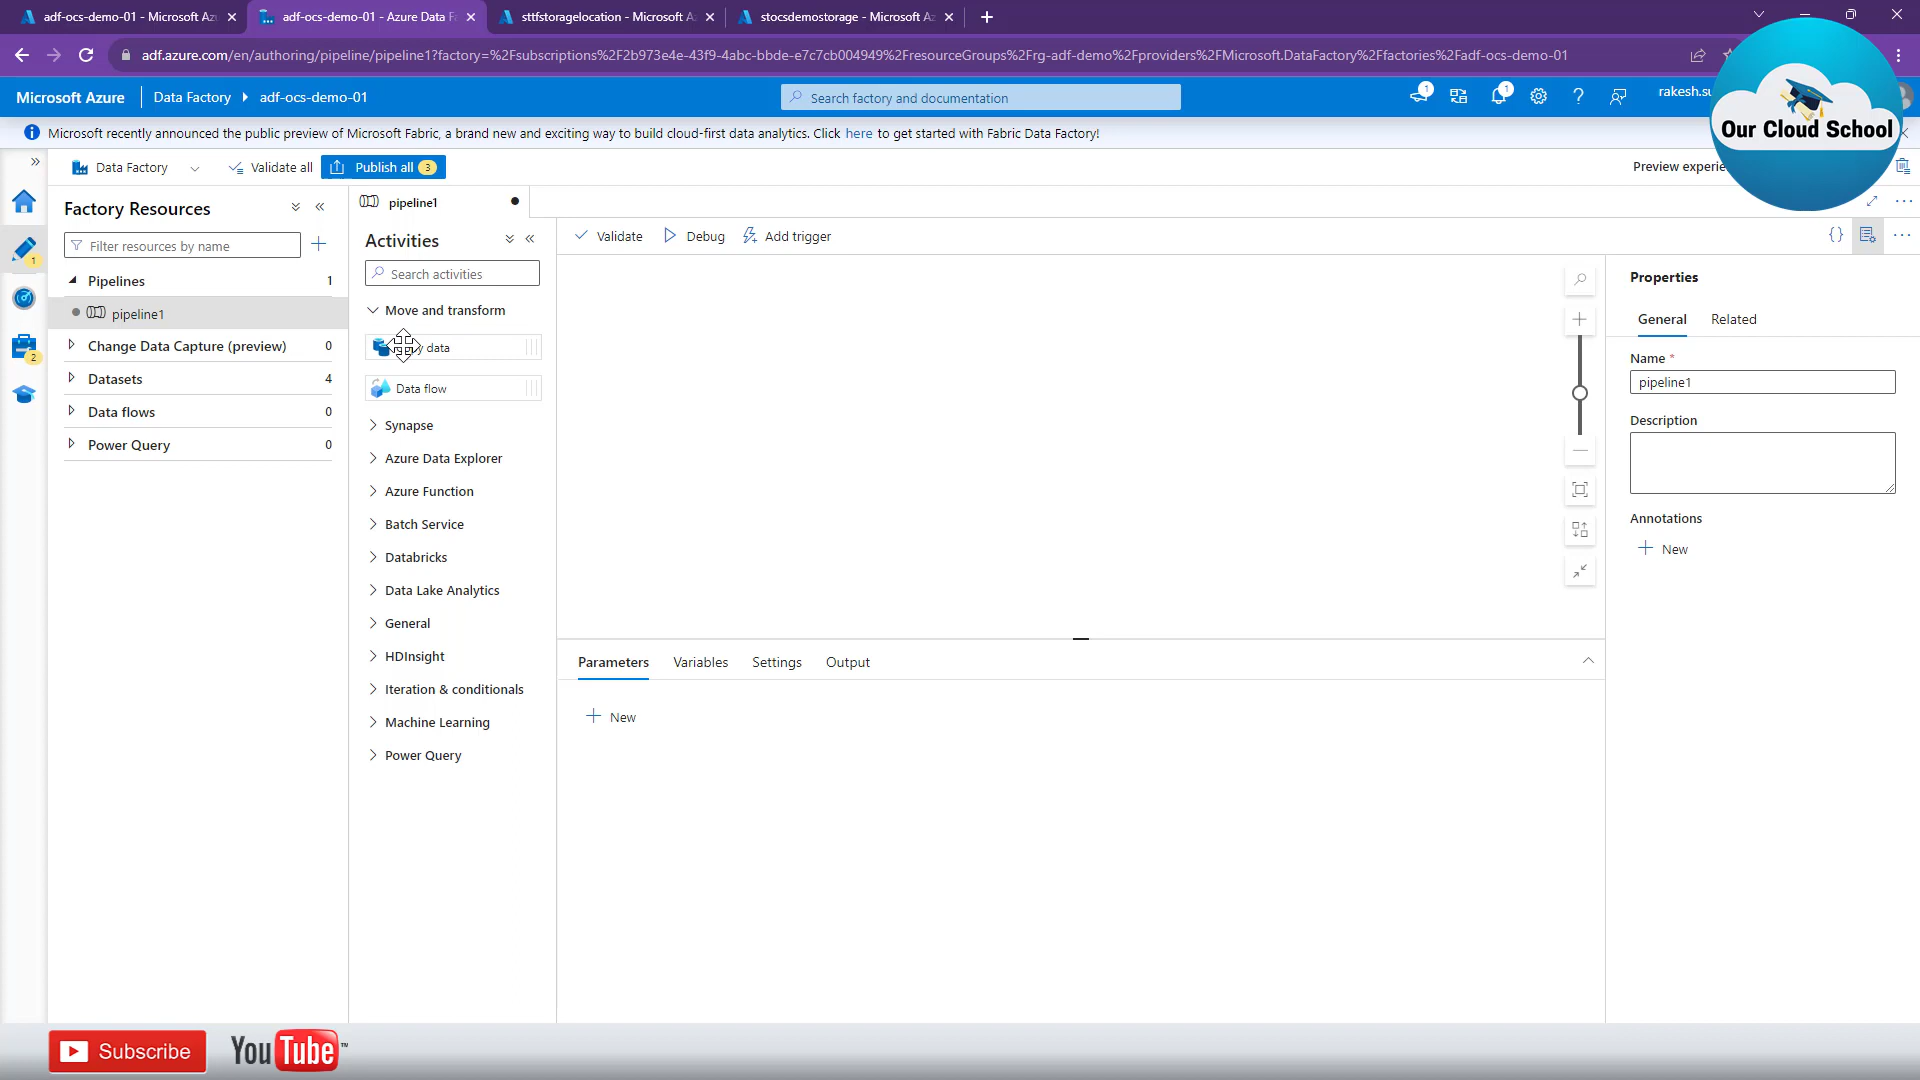 adf-ocs-demo-01 - Microsoft Az
adf-ocs-demo-01 - Azure Data Fa
sttfstoragelocation - Microsoft A
stocsdemostorage - Microsoft Az
adf.azure.com/en/authoring/pipeline/pipeline1?factory=%2Fsubscriptions%2F2b973e4e-43f9-4abc-bbde-e7c7cb004949%2FresourceGroups%2Frg-adf-demo%2Fproviders%2FMicrosoft.DataFactory%2Ffactories%2Fadf-ocs-demo-01
Microsoft Azure
Data Factory
adf-ocs-demo-01
Search factory and documentation
1
1
rakesh.su
Our Cloud School
Microsoft recently announced the public preview of Microsoft Fabric, a brand new and exciting way to build cloud-first data analytics. Click here to get started with Fabric Data Factory!
Data Factory
Validate all
Publish all 3
Preview experie
Factory Resources
pipeline1
Filter resources by name
1
2
Pipelines 1
pipeline1
Change Data Capture (preview) 0
Datasets 4
Data flows 0
Power Query 0
Activities
Search activities
Move and transform
data
Data flow
Synapse
Azure Data Explorer
Azure Function
Batch Service
Databricks
Data Lake Analytics
General
HDInsight
Iteration & conditionals
Machine Learning
Power Query
Validate
Debug
Add trigger
{}
Parameters
Variables
Settings
Output
New
Properties
General
Related
Name *
pipeline1
Description
Annotations
New
Subscribe
YouTube™